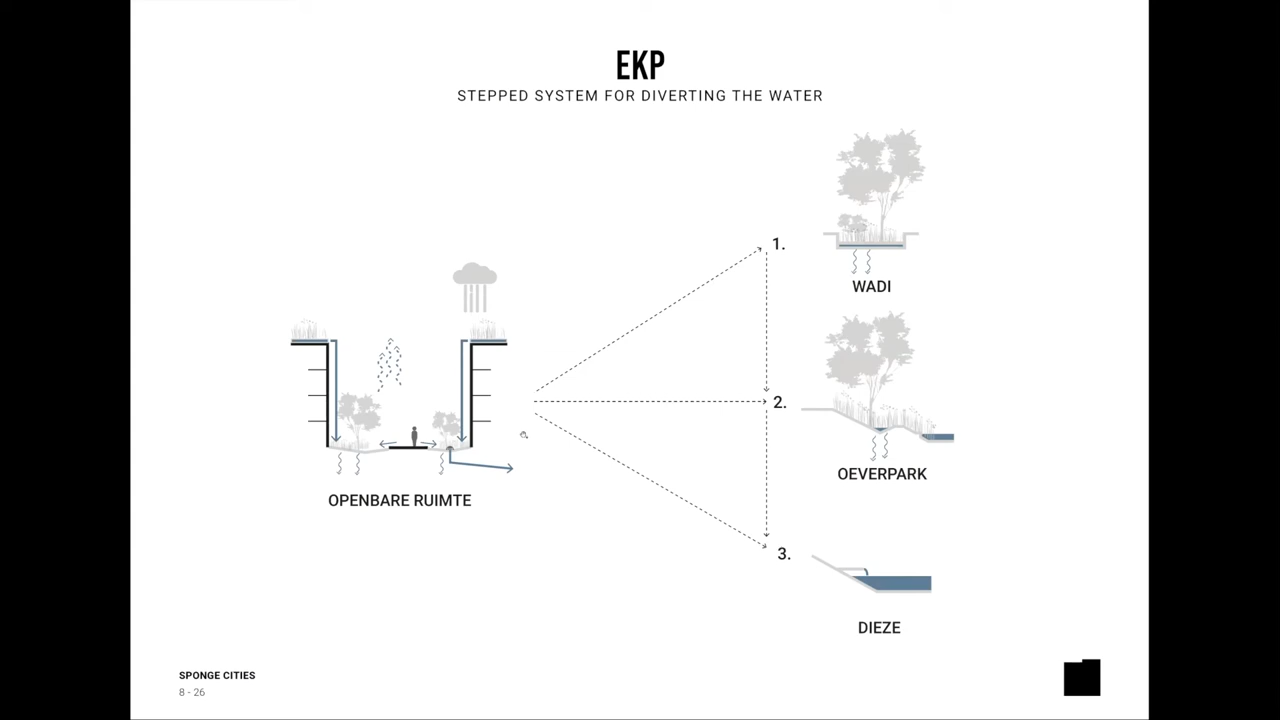 EKP
STEPPED SYSTEM FOR DIVERTING THE WATER
1.
WADI
2.
OEVERPARK
OPENBARE RUIMTE
3.
DIEZE
SPONGE CITIES
8 - 26